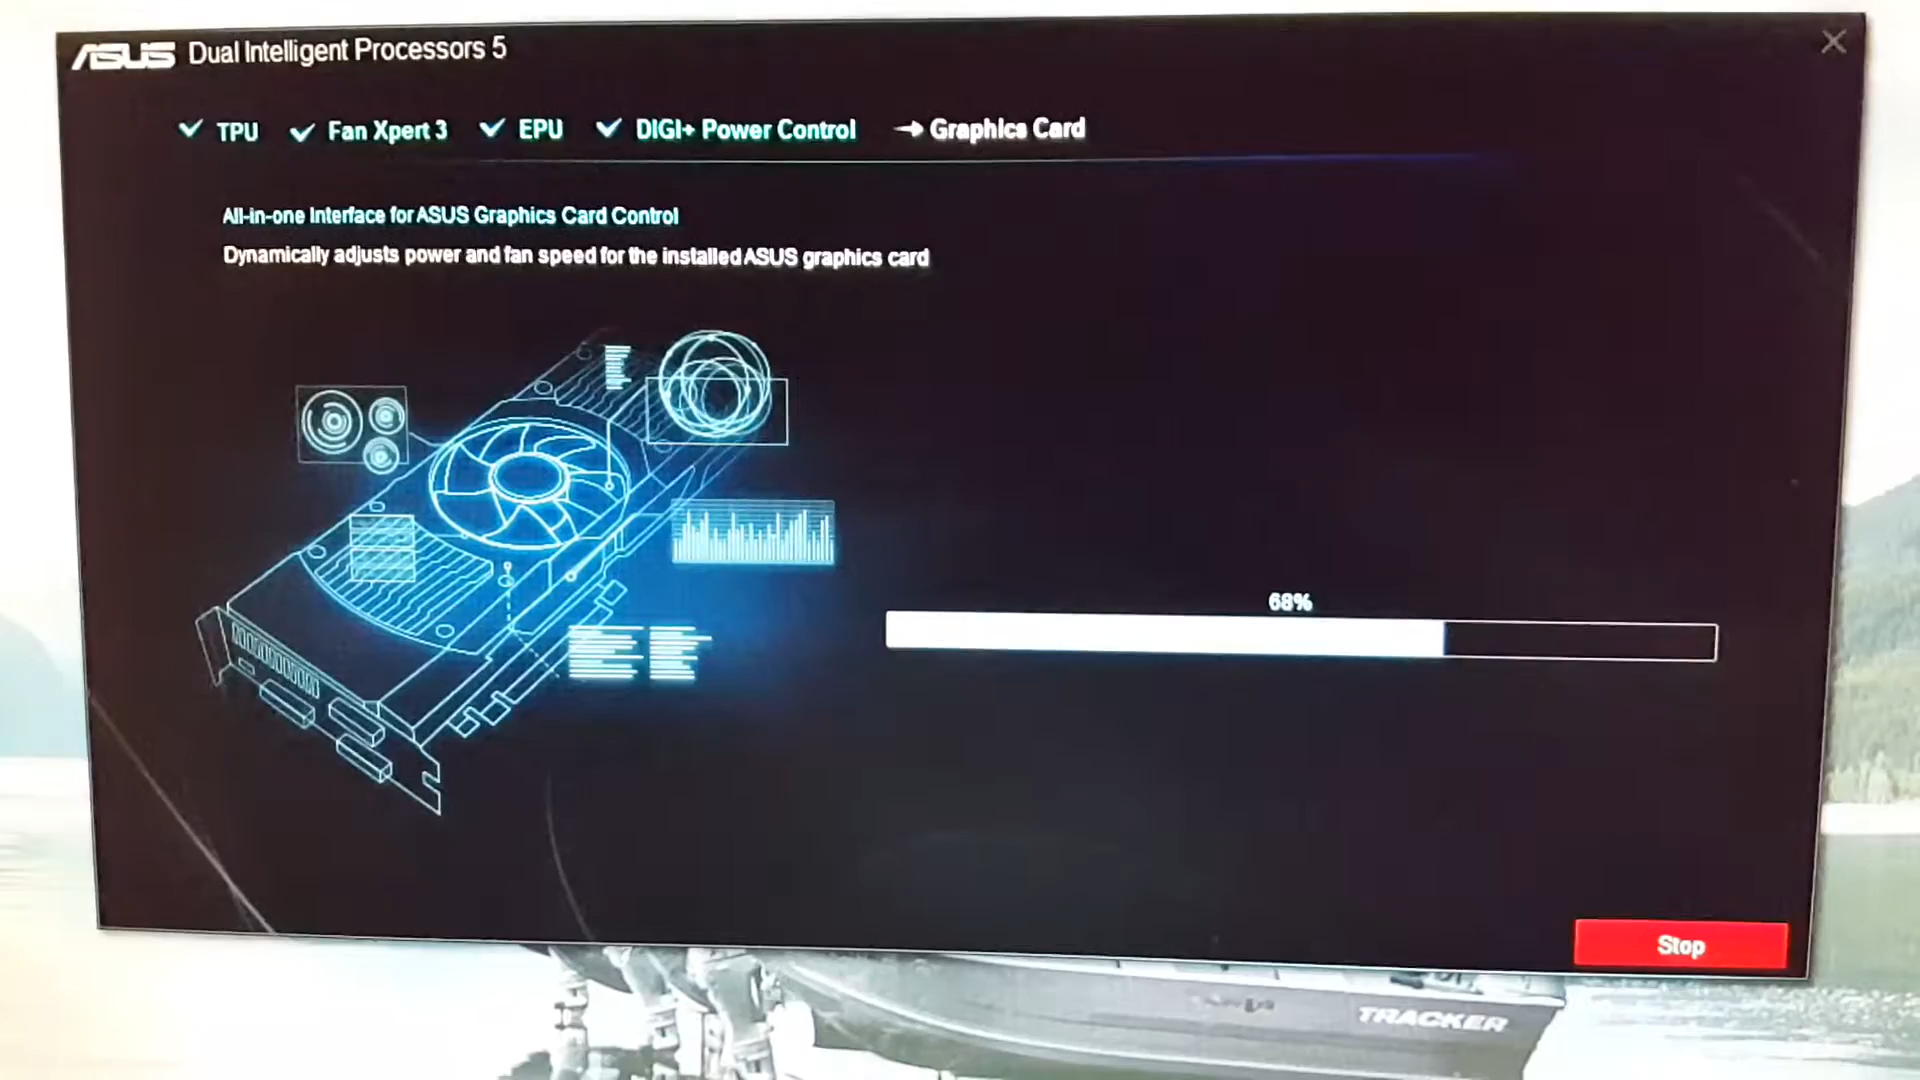 ASUS Dual Intelligent Processors 5
TPU Fan Xpert 3 EPU DIGI+ Power Control Graphics Card
All-in-one Interface for ASUS Graphics Card Control
Dynamically adjusts power and fan speed for the installed ASUS graphics card
68%
Stop
TRACKER